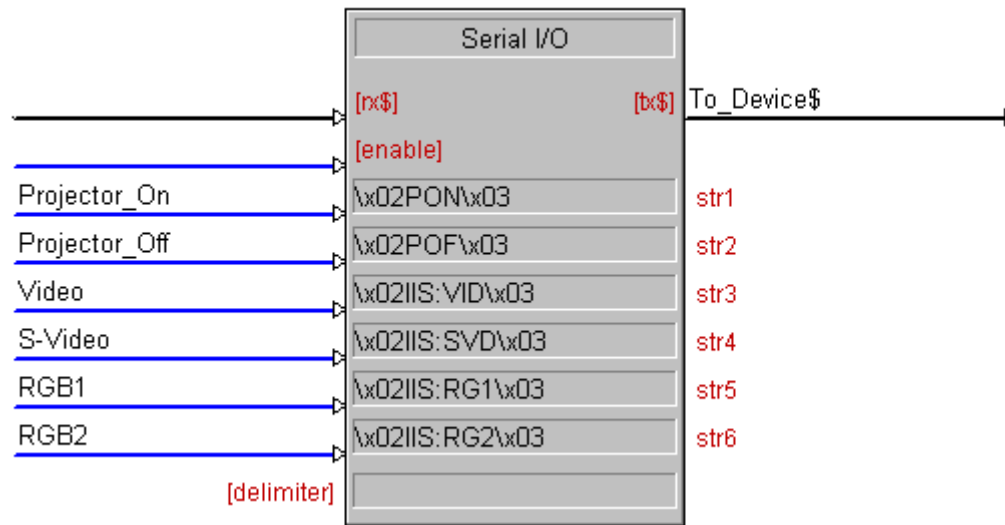 Serial I/O
[rx$] [tx$] To_Device$
[enable]
Projector_On \x02PON\x03 str1
Projector_Off \x02POF\x03 str2
Video \x02IIS:VID\x03 str3
S-Video \x02IIS:SVD\x03 str4
RGB1 \x02IIS:RG1\x03 str5
RGB2 \x02IIS:RG2\x03 str6
[delimiter]